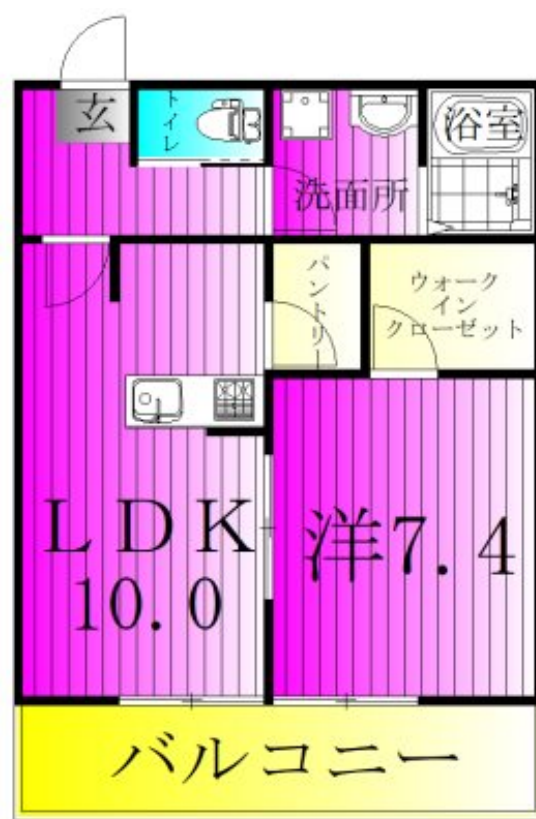 玄
トイレ
浴室
洗面所
パントリー
ウォーク
イン
クローゼット
LDK
10.0
洋7.4
バルコニー